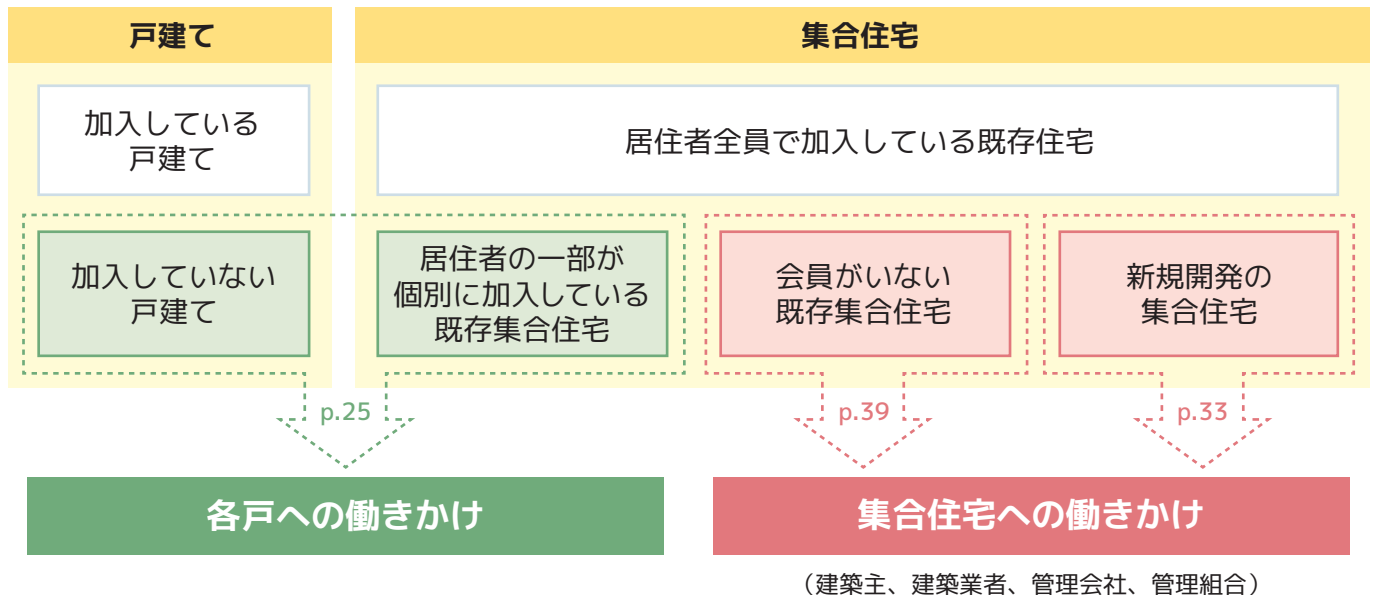 戸建て
集合住宅
加入している
戸建て
居住者全員で加入している既存住宅
加入していない
戸建て
居住者の一部が
個別に加入している
既存集合住宅
会員がいない
既存集合住宅
新規開発の
集合住宅
p.25
p.39
p.33
各戸への働きかけ
集合住宅への働きかけ
（建築主、建築業者、管理会社、管理組合）